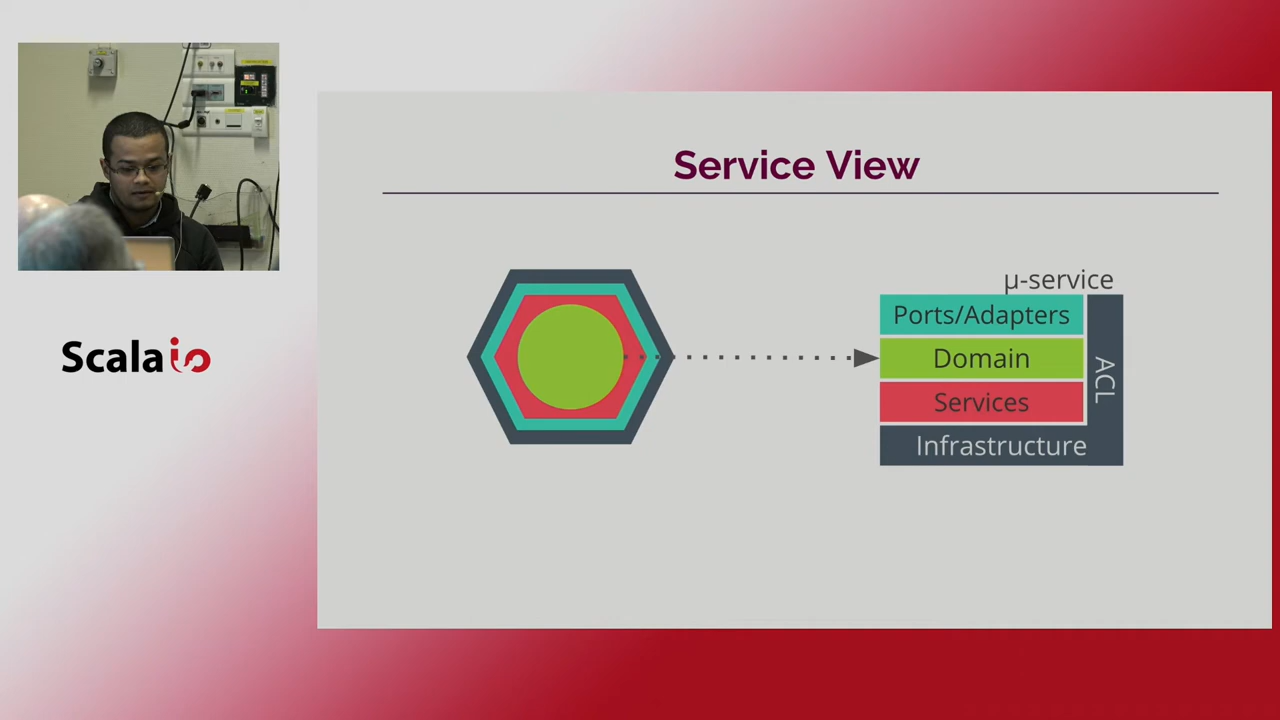 Service View
Scala io
µ-service
Ports/Adapters
Domain
Services
ACL
Infrastructure